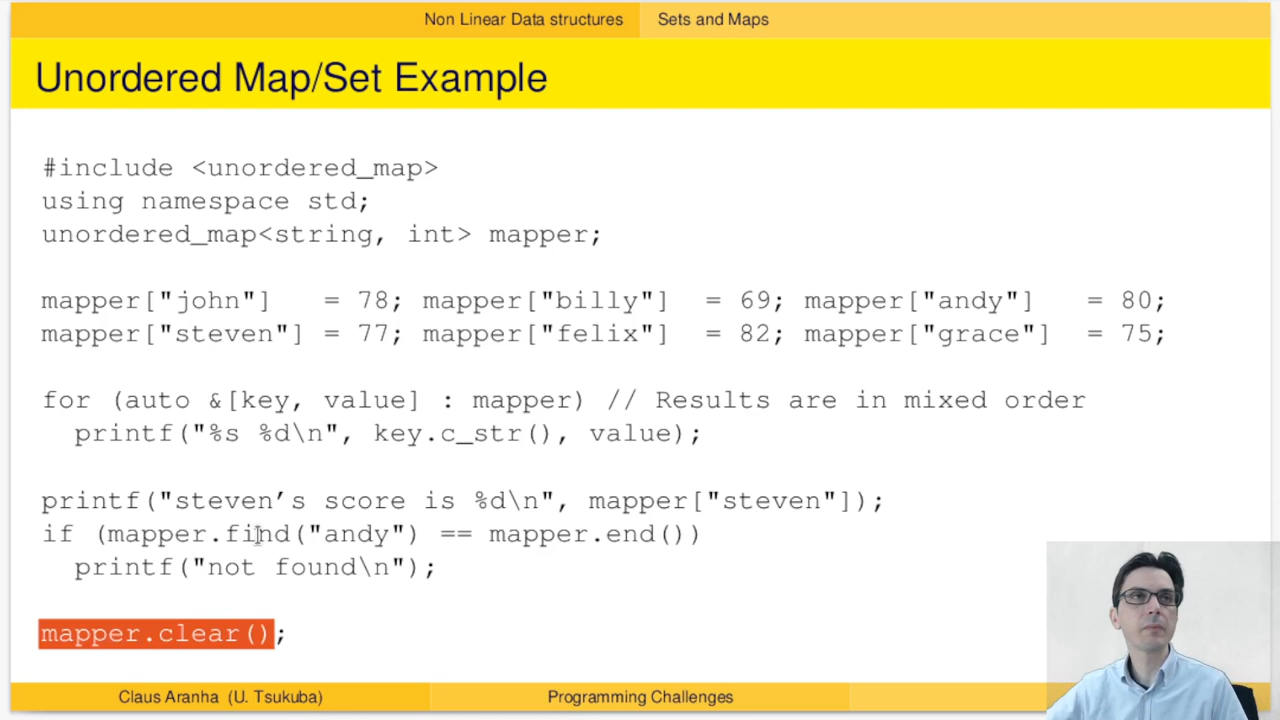 Non Linear Data structures Sets and Maps
Unordered Map/Set Example
#include <unordered_map>
using namespace std;
unordered_map<string, int> mapper;
mapper["john"] = 78; mapper["billy"] = 69; mapper["andy"] = 80;
mapper["steven"] = 77; mapper["felix"] = 82; mapper["grace"] = 75;
for (auto &[key, value] : mapper) // Results are in mixed order
printf("%s %d\n", key.c_str(), value);
printf("steven’s score is %d\n", mapper["steven"]);
if (mapper.find("andy") == mapper.end())
printf("not found\n");
mapper.clear();
Claus Aranha (U. Tsukuba) Programming Challenges